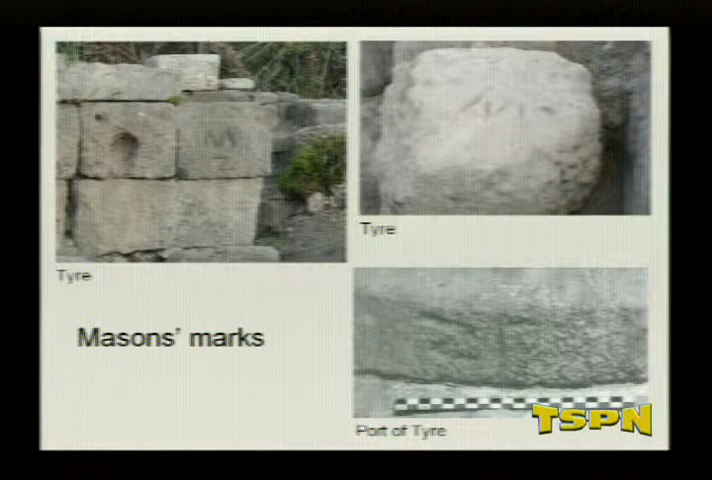 M
Tyre
Tyre
Masons' marks
Port of Tyre
TSPN